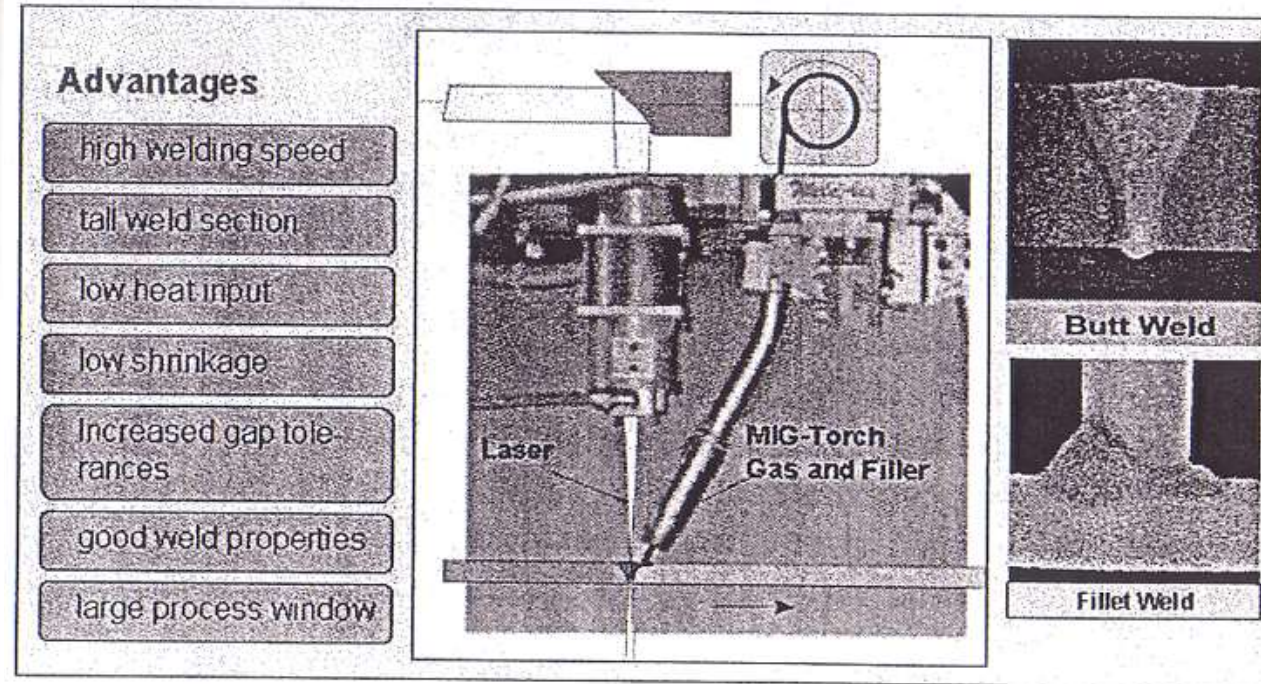 Advantages
high welding speed
tall weld section
low heat input
low shrinkage
Increased gap tole-
rances
good weld properties
large process window
Laser
MIG-Torch
Gas and Filler
Butt Weld
Fillet Weld